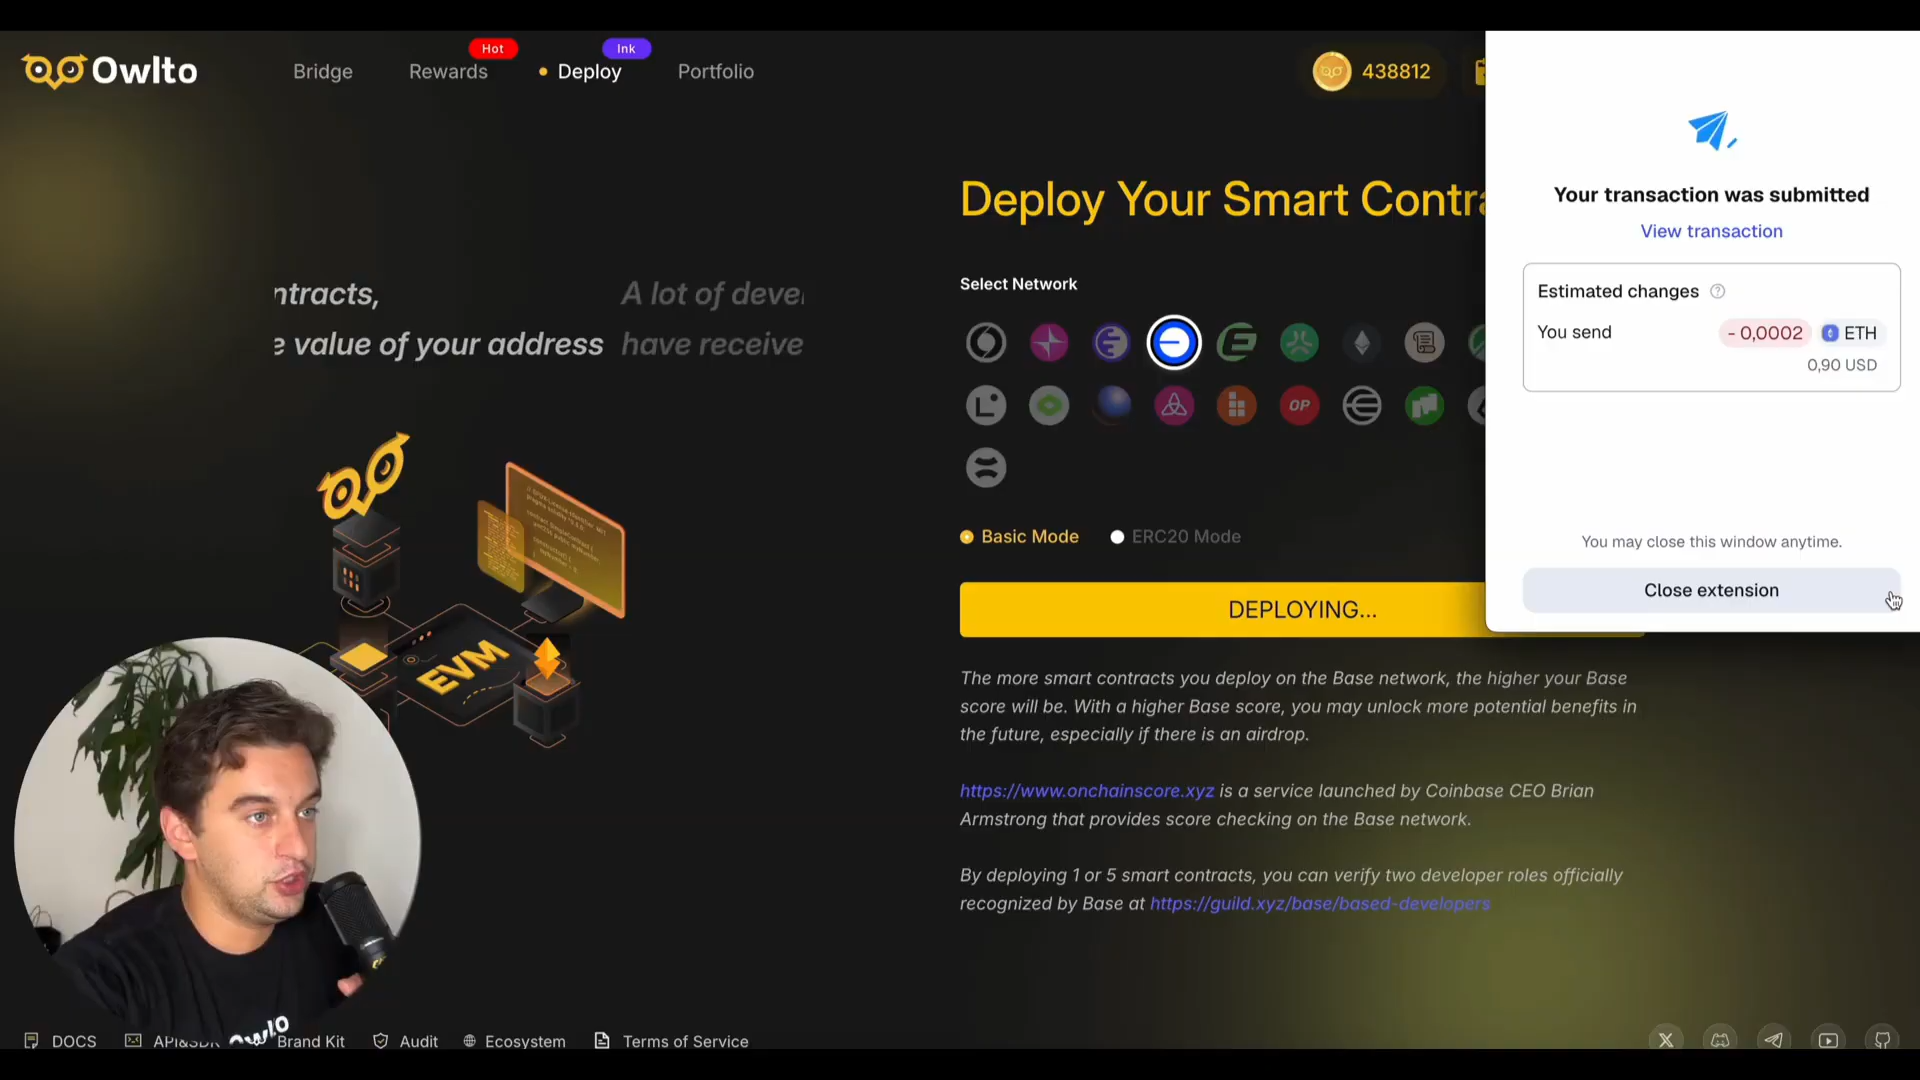 Owlto
Bridge
Hot
Rewards
Ink
Deploy
Portfolio
438812
Deploy Your Smart Contra
ntracts,
e value of your address
A lot of devel
have receive
Select Network
OP
Basic Mode
ERC20 Mode
DEPLOYING...
The more smart contracts you deploy on the Base network, the higher your Base
score will be. With a higher Base score, you may unlock more potential benefits in
the future, especially if there is an airdrop.
https://www.onchainscore.xyz is a service launched by Coinbase CEO Brian
Armstrong that provides score checking on the Base network.
By deploying 1 or 5 smart contracts, you can verify two developer roles officially
recognized by Base at https://guild.xyz/base/based-developers
EVM
Your transaction was submitted
View transaction
Estimated changes
You send
- 0,0002
ETH
0,90 USD
You may close this window anytime.
Close extension
DOCS
API&SDK
Brand Kit
Audit
Ecosystem
Terms of Service